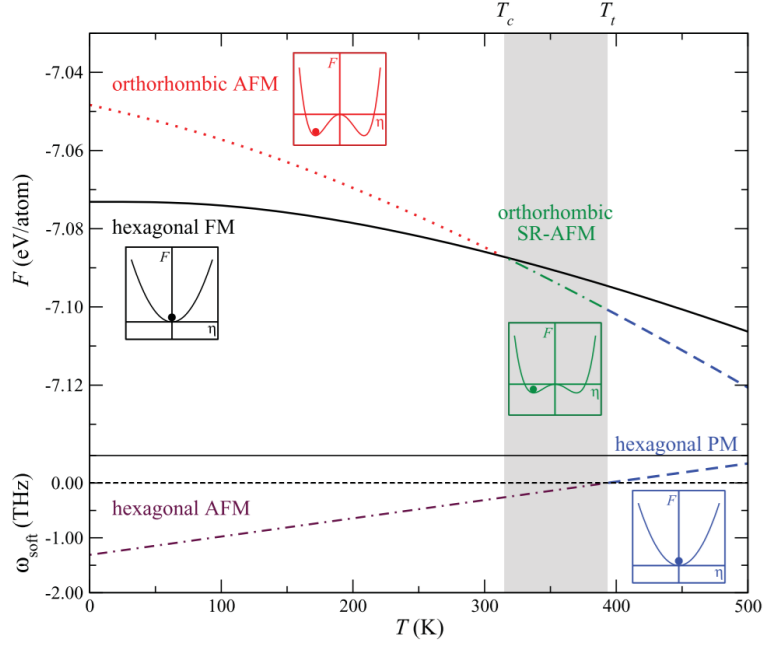 T_c T_t
-7.04
orthorhombic AFM
F
η
-7.06
orthorhombic
SR-AFM
hexagonal FM
-7.08
F (eV/atom)
F
η
-7.10
F
η
-7.12
hexagonal PM
0.00
hexagonal AFM
F
η
-1.00
ω_soft (THz)
-2.00
0 100 200 300 400 500
T (K)